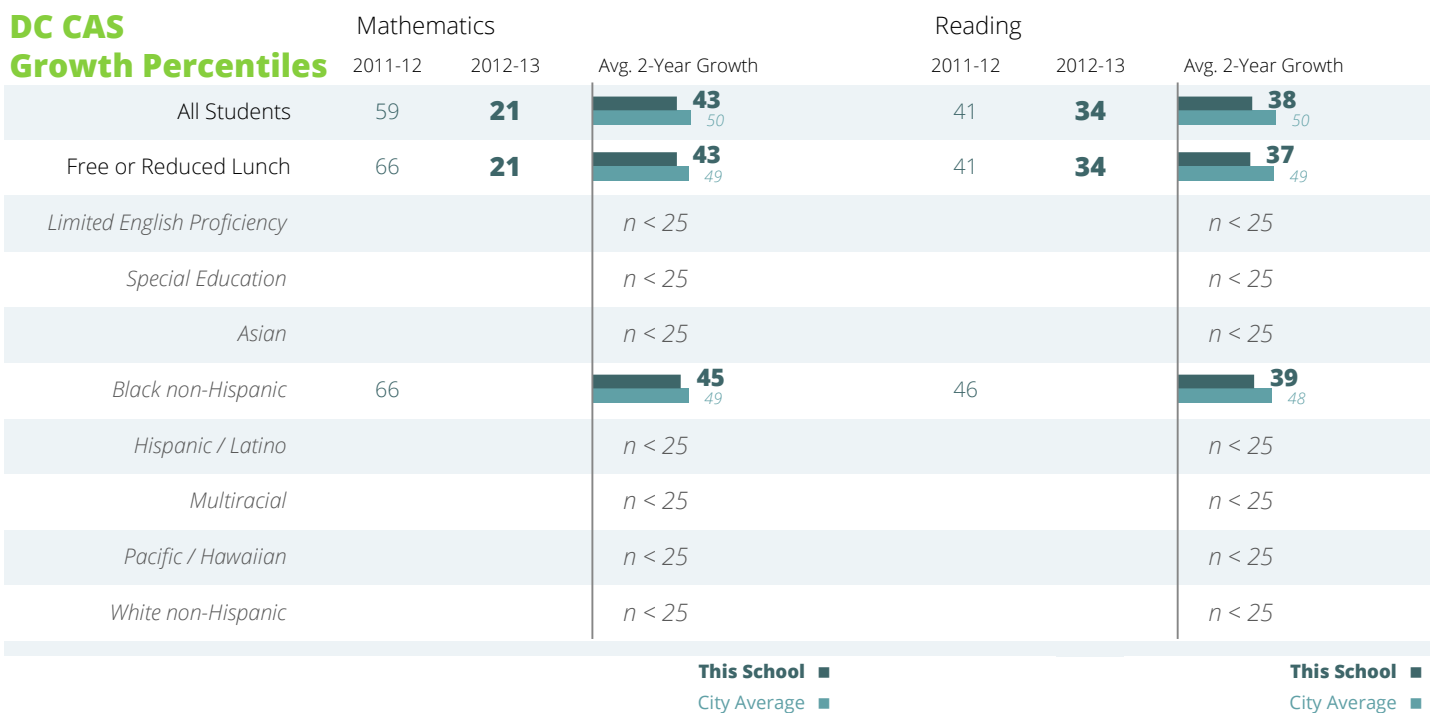 DC CAS
Growth Percentiles
Mathematics Reading
2011-12 2012-13 Avg. 2-Year Growth 2011-12 2012-13 Avg. 2-Year Growth
All Students 59 21 43 50 41 34 38 50
Free or Reduced Lunch 66 21 43 49 41 34 37 49
Limited English Proficiency n < 25 n < 25
Special Education n < 25 n < 25
Asian n < 25 n < 25
Black non-Hispanic 66 45 49 46 39 48
Hispanic / Latino n < 25 n < 25
Multiracial n < 25 n < 25
Pacific / Hawaiian n < 25 n < 25
White non-Hispanic n < 25 n < 25
This School This School
City Average City Average